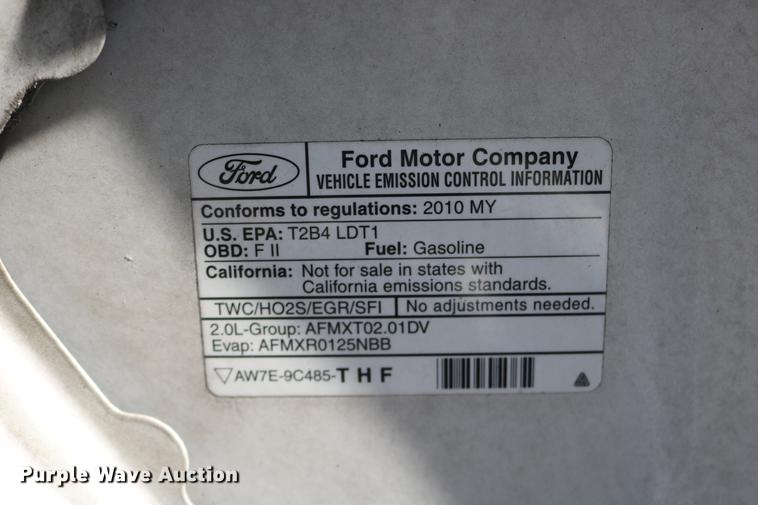 Ford
Ford Motor Company
VEHICLE EMISSION CONTROL INFORMATION
Conforms to regulations: 2010 MY
U.S. EPA: T2B4 LDT1
OBD: F II Fuel: Gasoline
California: Not for sale in states with
California emissions standards.
TWC/HO2S/EGR/SFI No adjustments needed.
2.0L-Group: AFMXT02.01DV
Evap: AFMXR0125NBB
AW7E-9C485-THF
Purple Wave Auction